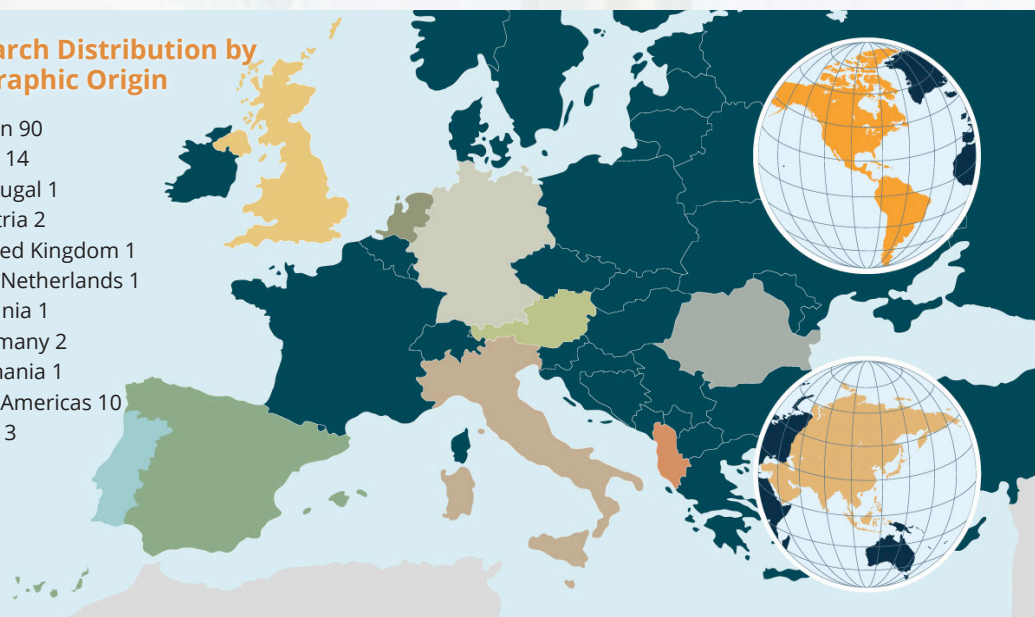 arch Distribution by
raphic Origin
n 90
14
ugal 1
tria 2
ed Kingdom 1
Netherlands 1
nia 1
many 2
ania 1
Americas 10
3